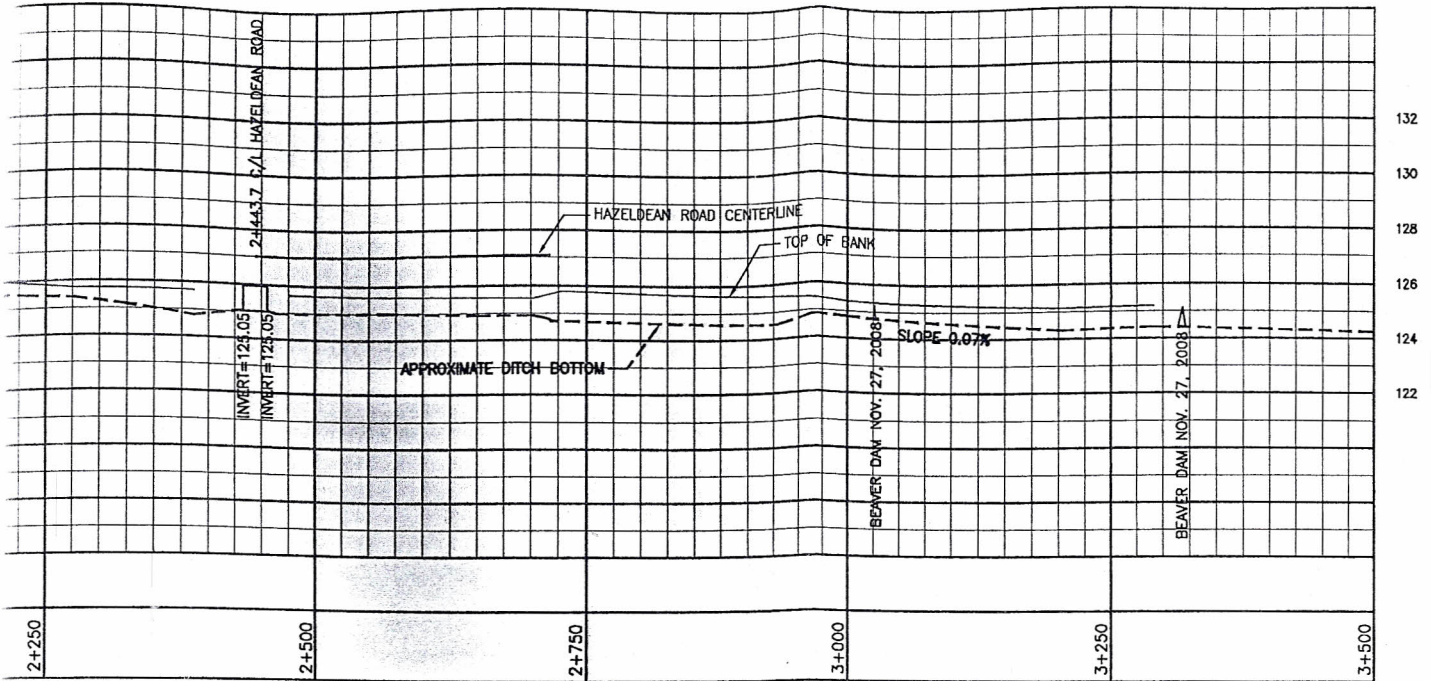 2+443.7 C/L HAZELDEAN ROAD
132
130
HAZELDEAN ROAD CENTERLINE
128
TOP OF BANK
126
INVERT=125.05
INVERT=125.05
SLOPE 0.07%
124
APPROXIMATE DITCH BOTTOM
BEAVER DAM NOV. 27, 2008
BEAVER DAM NOV. 27, 2008
122
2+250
2+500
2+750
3+000
3+250
3+500